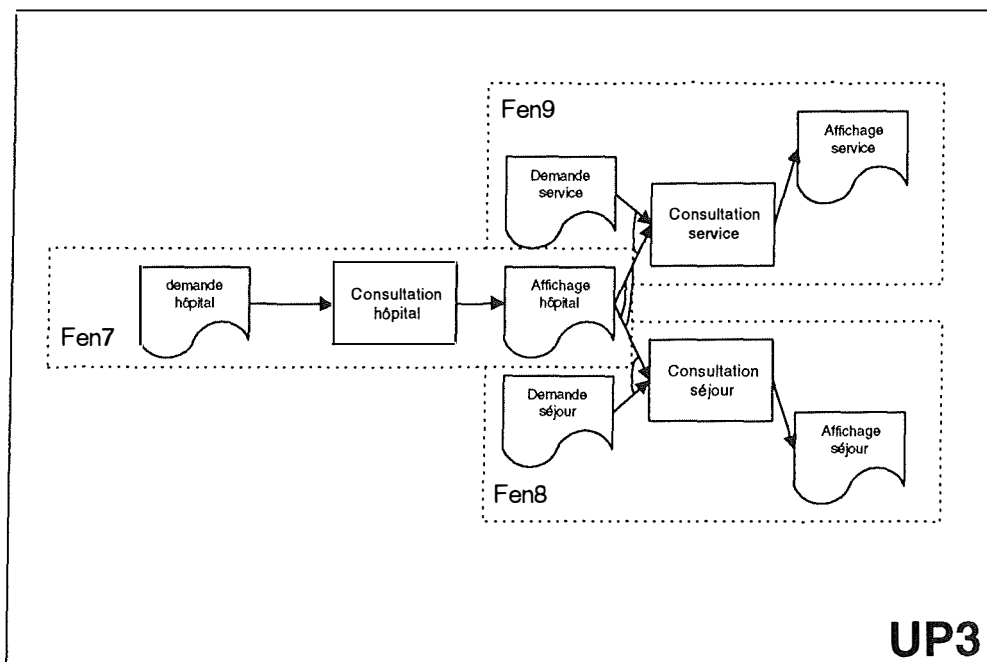 Fen9
Affichage
service
Demande
service
Consultation
service
demande
hôpital
Consultation
hôpital
Affichage
hôpital
Fen7
Demande
séjour
Consultation
séjour
Affichage
séjour
Fen8
UP3